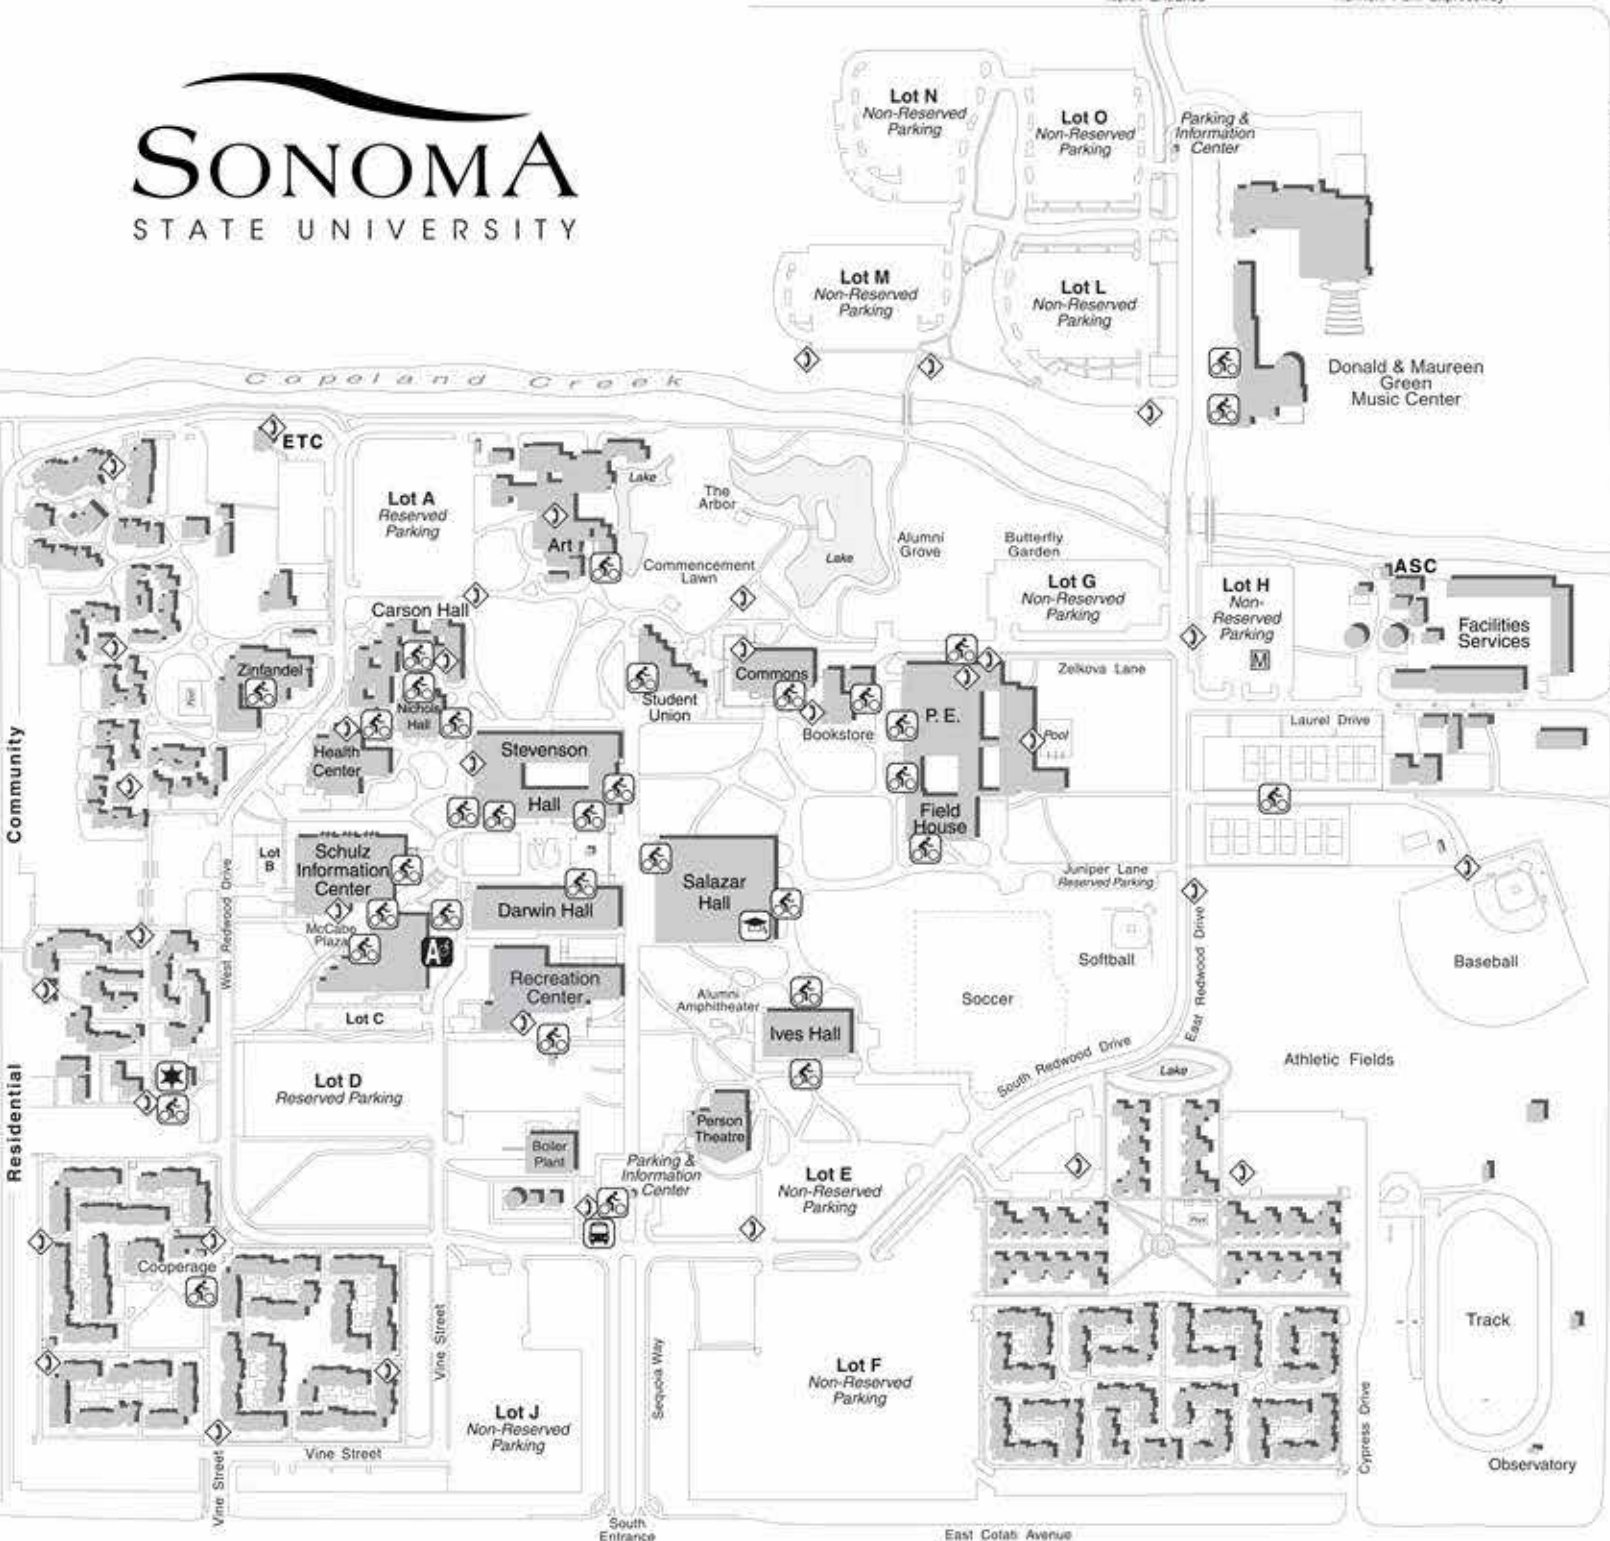 SONOMA
STATE UNIVERSITY
Lot N
Non-Reserved
Parking
Lot O
Non-Reserved
Parking
Parking &
Information
Center
Lot M
Non-Reserved
Parking
Lot L
Non-Reserved
Parking
Donald & Maureen
Green
Music Center
Copeland Creek
ETC
Lot A
Reserved
Parking
Lake
The
Arbor
Art
Commencement
Lawn
Lake
Alumni
Grove
Butterfly
Garden
Lot G
Non-Reserved
Parking
Lot H
Non-
Reserved
Parking
M
ASC
Facilities
Services
Carson Hall
Zinfandel
Pool
Nichols
Hall
Health
Center
Student
Union
Commons
Bookstore
P.E.
Pool
Zelkova Lane
Laurel Drive
Stevenson
Hall
Field
House
Community
Lot
B
Schulz
Information
Center
West Redwood Drive
Darwin Hall
Salazar
Hall
Juniper Lane
Reserved Parking
McCabe
Plaza
A
Softball
East Redwood Drive
Baseball
Recreation
Center
Alumni
Amphitheater
Soccer
Lot C
Ives Hall
Athletic Fields
South Redwood Drive
Lake
Residential
Lot D
Reserved Parking
Person
Theatre
Boiler
Plant
Parking &
Information
Center
Lot E
Non-Reserved
Parking
Pool
Cooperage
Vine Street
Sequoia Way
Lot F
Non-Reserved
Parking
Track
Lot J
Non-Reserved
Parking
Cypress Drive
Vine Street
Vine Street
Observatory
South
Entrance
East Cotati Avenue